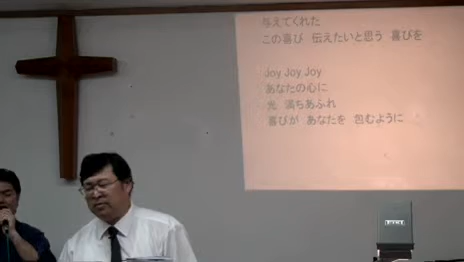 与えてくれた
この喜び 伝えたいと思う 喜びを
Joy Joy Joy
あなたの心に
光 満ちあふれ
喜びが あなたを 包むように